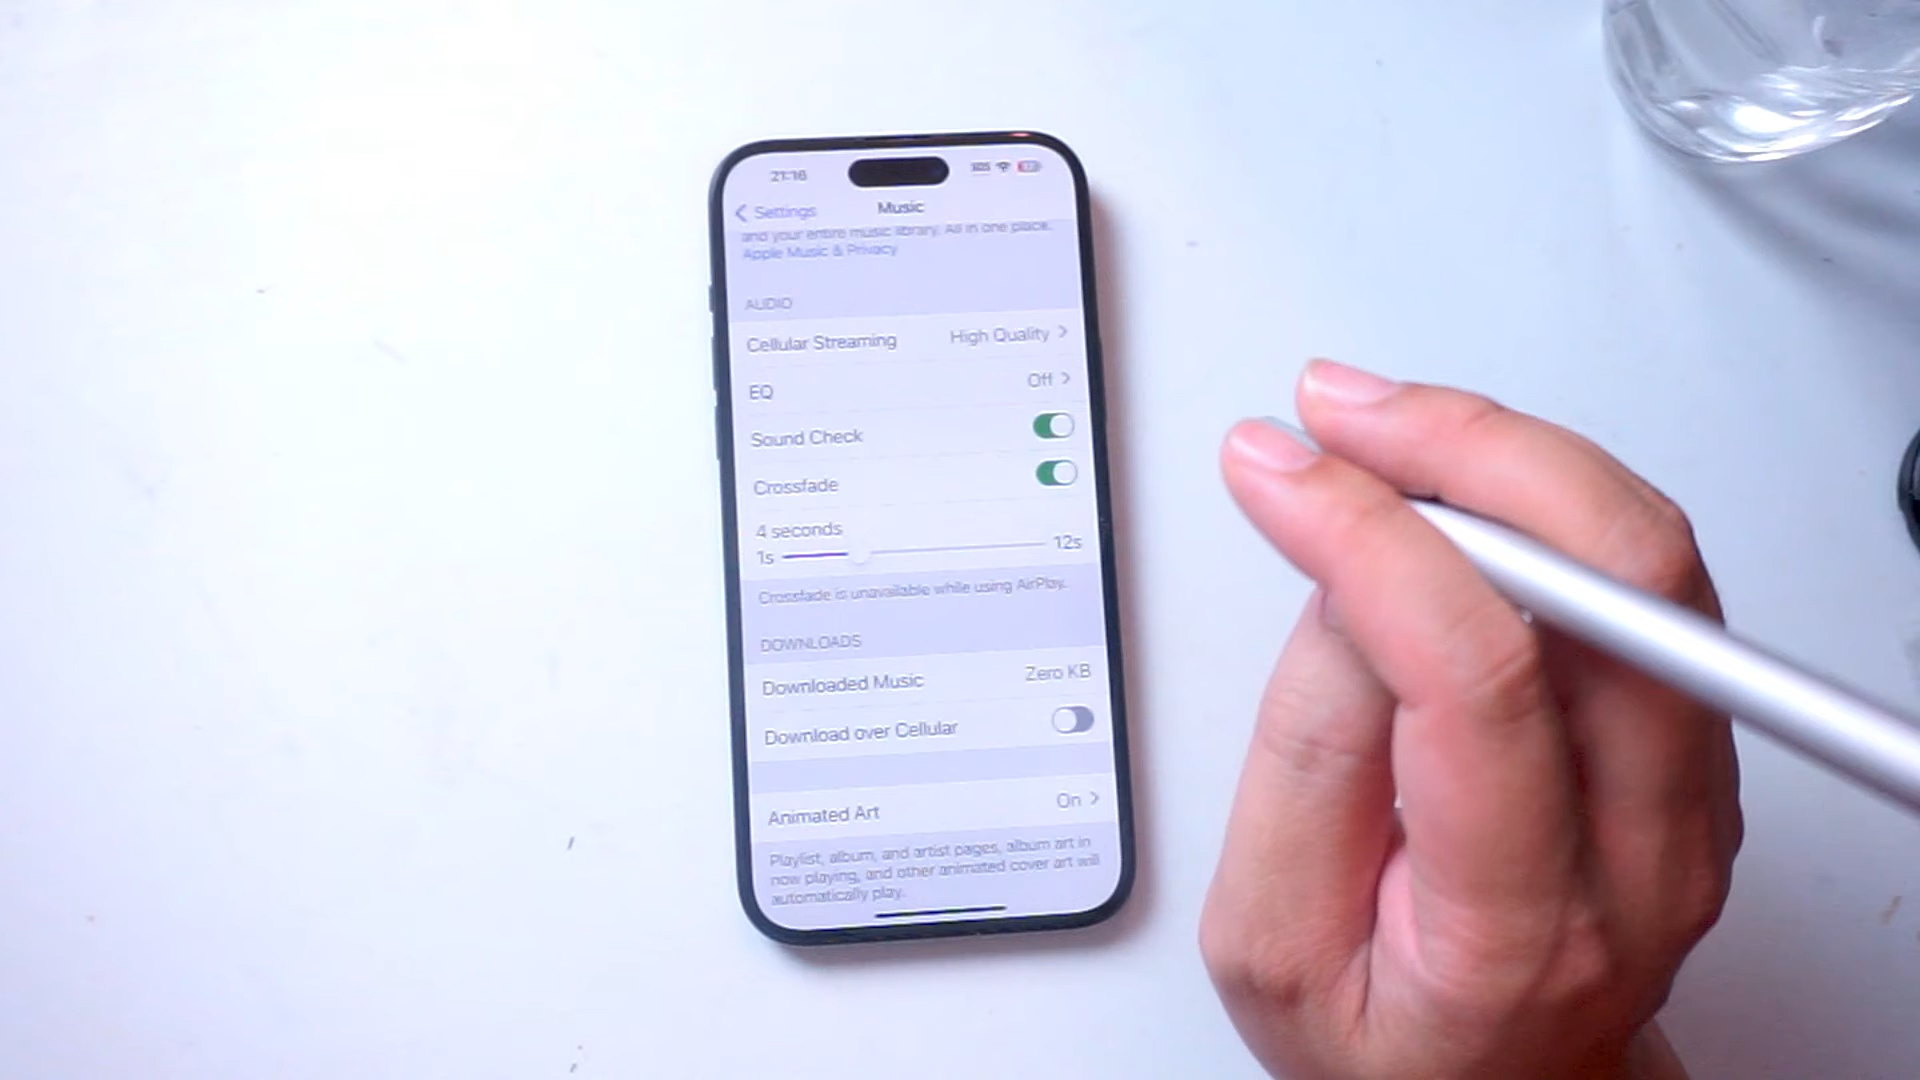 21:16
SOS
Settings
Music
and your entire music library. All in one place.
Apple Music & Privacy
AUDIO
Cellular Streaming High Quality
EQ Off
Sound Check
Crossfade
4 seconds
1s 12s
Crossfade is unavailable while using AirPlay.
DOWNLOADS
Downloaded Music Zero KB
Download over Cellular
Animated Art On
Playlist, album, and artist pages, album art in
now playing, and other animated cover art will
automatically play.